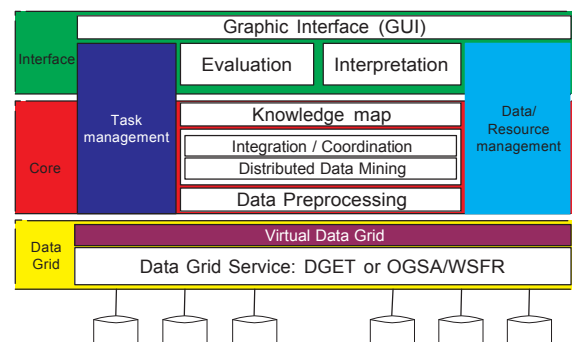 Graphic Interface (GUI)
Interface
Evaluation
Interpretation
Task
management
Data/
Resource
management
Core
Knowledge map
Integration / Coordination
Distributed Data Mining
Data Preprocessing
Data
Grid
Virtual Data Grid
Data Grid Service: DGET or OGSA/WSFR